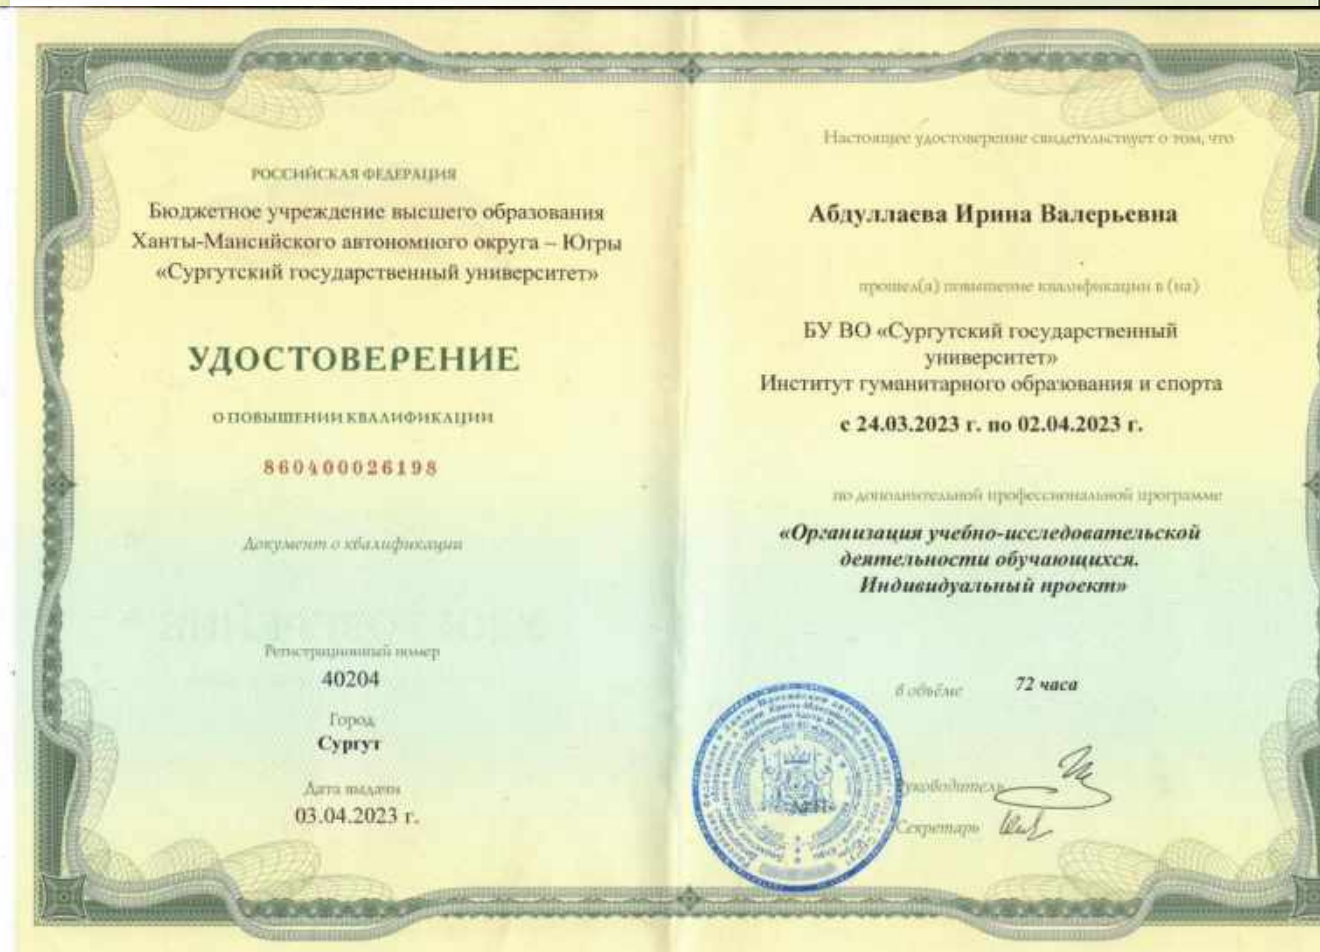 РОССИЙСКАЯ ФЕДЕРАЦИЯ
Бюджетное учреждение высшего образования
Ханты-Мансийского автономного округа – Югры
«Сургутский государственный университет»
УДОСТОВЕРЕНИЕ
О ПОВЫШЕНИИ КВАЛИФИКАЦИИ
860400026198
Документ о квалификации
Регистрационный номер
40204
Город
Сургут
Дата выдачи
03.04.2023 г.
Настоящее удостоверение свидетельствует о том, что
Абдуллаева Ирина Валерьевна
прошел(а) повышение квалификации в (на)
БУ ВО «Сургутский государственный
университет»
Институт гуманитарного образования и спорта
с 24.03.2023 г. по 02.04.2023 г.
по дополнительной профессиональной программе
«Организация учебно-исследовательской
деятельности обучающихся.
Индивидуальный проект»
в объёме 72 часа
Руководитель
Секретарь